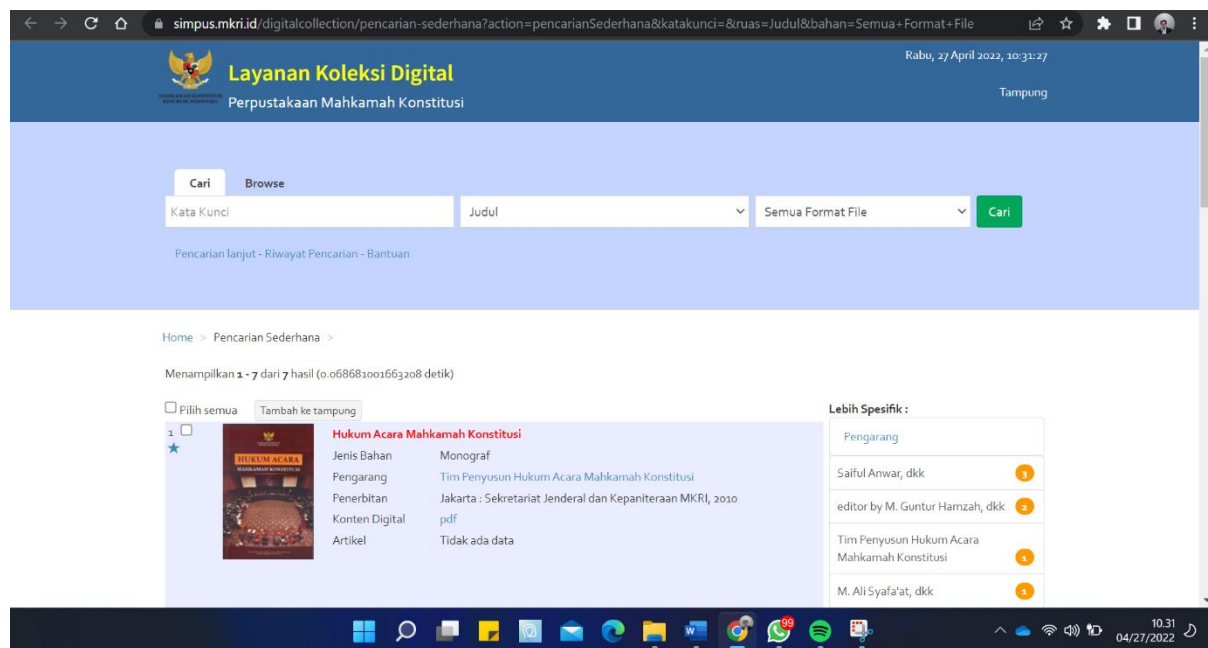 simpus.mkri.id/digitalcollection/pencarian-sederhana?action=pencarianSederhana&katakunci=&ruas=Judul&bahan=Semua+Format+File
Rabu, 27 April 2022, 10:31:27
Layanan Koleksi Digital
Perpustakaan Mahkamah Konstitusi
Tampung
Cari Browse
Kata Kunci Judul Semua Format File Cari
Pencarian lanjut - Riwayat Pencarian - Bantuan
Home > Pencarian Sederhana >
Menampilkan 1 - 7 dari 7 hasil (0.068681001663208 detik)
Pilih semua Tambah ke tampung
1
HUKUM ACARA
MAHKAMAH KONSTITUSI
Hukum Acara Mahkamah Konstitusi
Jenis Bahan Monograf
Pengarang Tim Penyusun Hukum Acara Mahkamah Konstitusi
Penerbitan Jakarta : Sekretariat Jenderal dan Kepaniteraan MKRI, 2010
Konten Digital pdf
Artikel Tidak ada data
Lebih Spesifik :
Pengarang
Saiful Anwar, dkk 3
editor by M. Guntur Hamzah, dkk 2
Tim Penyusun Hukum Acara
Mahkamah Konstitusi 1
M. Ali Syafa'at, dkk 1
99
10.31
04/27/2022